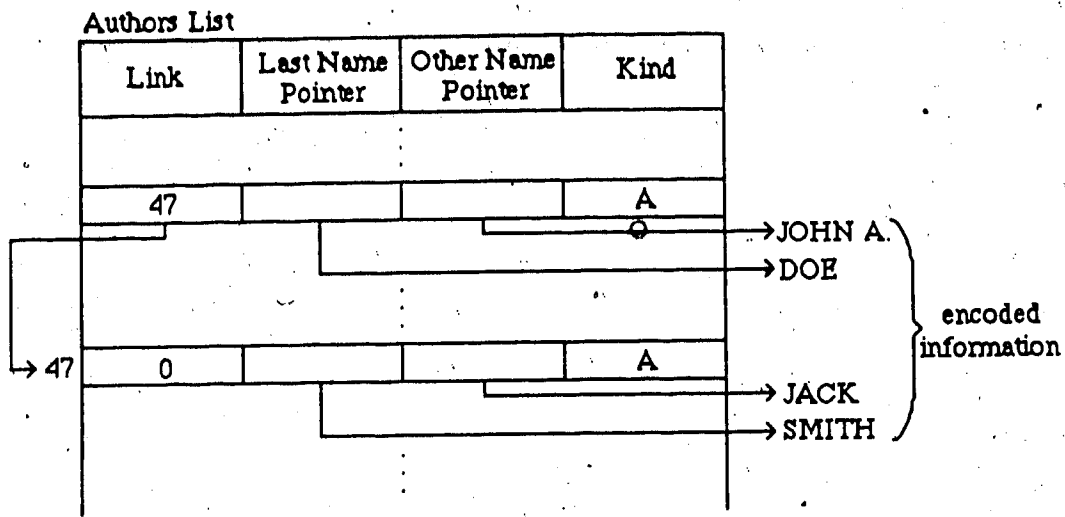 Authors List
Link
Last Name
Pointer
Other Name
Pointer
Kind
47
A
JOHN A.
DOE
encoded
information
47
0
A
JACK
SMITH